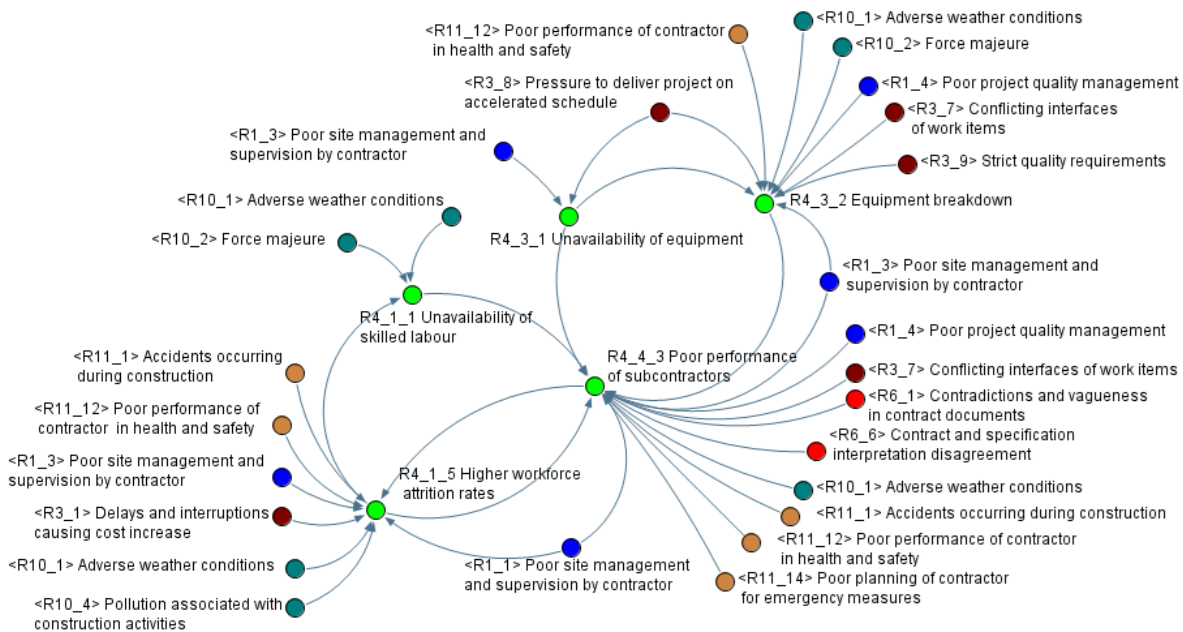 <R10_1> Adverse weather conditions
<R11_12> Poor performance of contractor
in health and safety
<R10_2> Force majeure
<R3_8> Pressure to deliver project on
accelerated schedule
<R1_4> Poor project quality management
<R3_7> Conflicting interfaces
of work items
<R1_3> Poor site management and
supervision by contractor
<R3_9> Strict quality requirements
<R10_1> Adverse weather conditions
R4_3_2 Equipment breakdown
<R10_2> Force majeure
R4_3_1 Unavailability of equipment
<R1_3> Poor site management and
supervision by contractor
R4_1_1 Unavailability of
skilled labour
<R1_4> Poor project quality management
<R11_1> Accidents occurring
during construction
R4_4_3 Poor performance
of subcontractors
<R3_7> Conflicting interfaces of work items
<R6_1> Contradictions and vagueness
in contract documents
<R11_12> Poor performance of
contractor in health and safety
<R6_6> Contract and specification
interpretation disagreement
<R1_3> Poor site management and
supervision by contractor
R4_1_5 Higher workforce
attrition rates
<R10_1> Adverse weather conditions
<R3_1> Delays and interruptions
causing cost increase
<R11_1> Accidents occurring during construction
<R11_12> Poor performance of contractor
in health and safety
<R10_1> Adverse weather conditions
<R1_1> Poor site management
and supervision by contractor
<R11_14> Poor planning of contractor
for emergency measures
<R10_4> Pollution associated with
construction activities